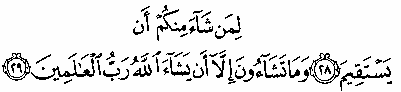 لِمَن شَآءَ مِنكُمْ أَن
يَسْتَقِيمَ ﴿٢٨﴾ وَمَا تَشَآءُونَ إِلَّآ أَن يَشَآءَ ٱللَّهُ رَبُّ ٱلْعَٰلَمِينَ ﴿٢٩﴾